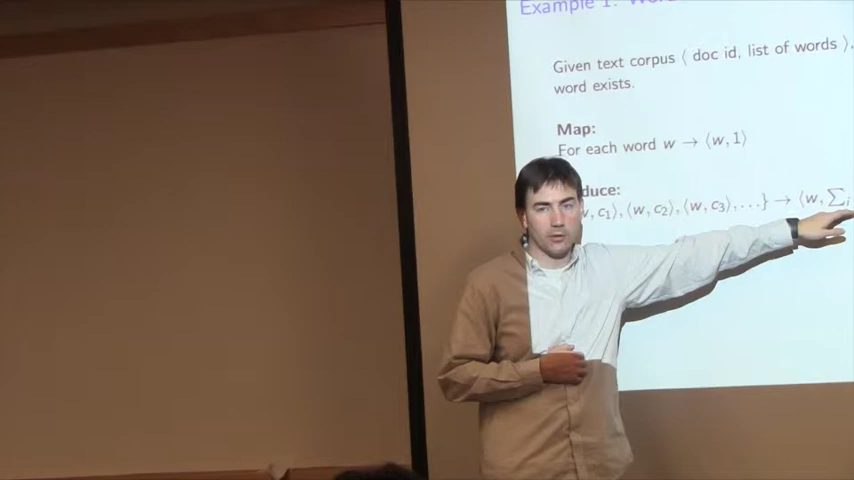 Example 1:
Given text corpus ⟨ doc id, list of words ⟩,
word exists.
Map:
For each word w → ⟨w, 1⟩
duce:
, c₁⟩, ⟨w, c₂⟩, ⟨w, c₃⟩, . . .} → ⟨w, ∑ᵢ